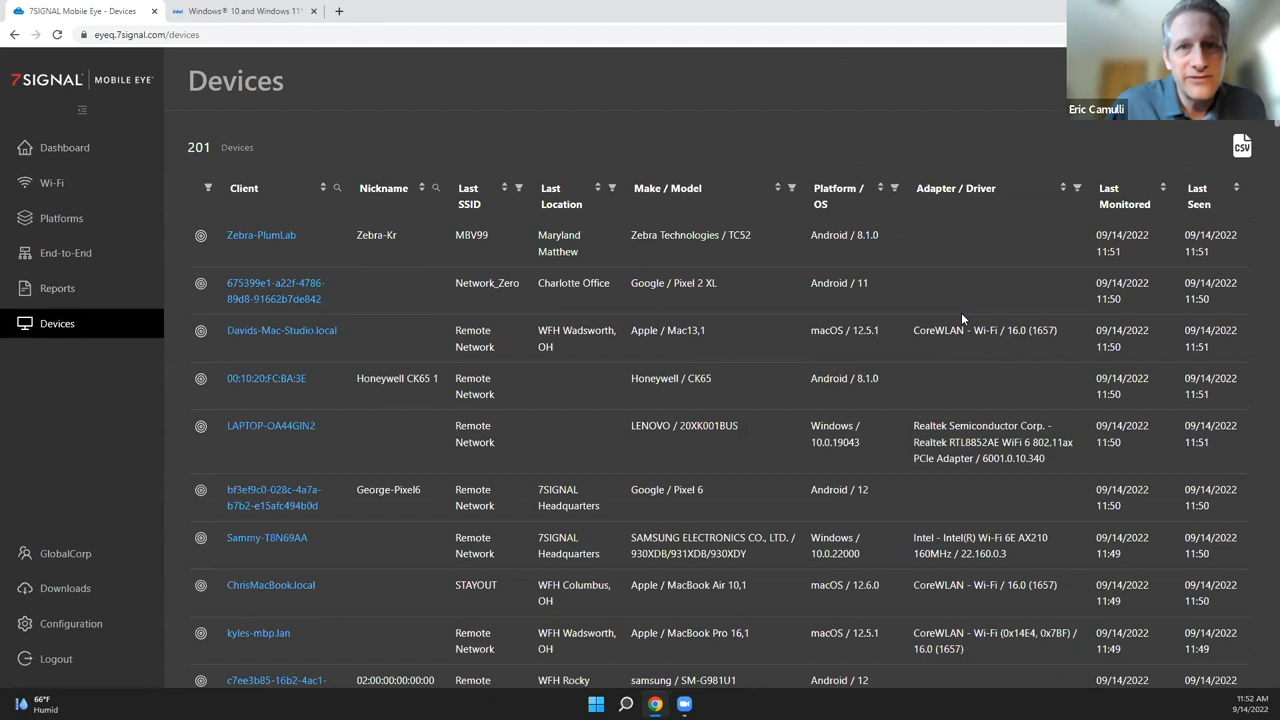 7SIGNAL Mobile Eye - Devices
intel Windows® 10 and Windows 11*
eyeq.7signal.com/devices
Eric Camulli
7SIGNAL MOBILE EYE
Devices
201 Devices
CSV
Dashboard
Wi-Fi
Platforms
End-to-End
Reports
Devices
GlobalCorp
Downloads
Configuration
Logout
Client Nickname Last SSID Last Location Make / Model Platform / OS Adapter / Driver Last Monitored Last Seen
Zebra-PlumLab Zebra-Kr MBV99 Maryland Zebra Technologies / TC52 Android / 8.1.0 09/14/2022 09/14/2022
Matthew 11:51 11:51
675399e1-a22f-4786- Network_Zero Charlotte Office Google / Pixel 2 XL Android / 11 09/14/2022 09/14/2022
89d8-91662b7de842 11:50 11:50
Davids-Mac-Studio.local Remote WFH Wadsworth, Apple / Mac13,1 macOS / 12.5.1 CoreWLAN - Wi-Fi / 16.0 (1657) 09/14/2022 09/14/2022
Network OH 11:50 11:51
00:10:20:FC:BA:3E Honeywell CK65 1 Remote Honeywell / CK65 Android / 8.1.0 09/14/2022 09/14/2022
Network 11:50 11:51
LAPTOP-OA44GIN2 Remote LENOVO / 20XK001BUS Windows / Realtek Semiconductor Corp. - 09/14/2022 09/14/2022
Network 10.0.19043 Realtek RTL8852AE WiFi 6 802.11ax 11:50 11:51
PCIe Adapter / 6001.0.10.340
bf3ef9c0-028c-4a7a- George-Pixel6 Remote 7SIGNAL Google / Pixel 6 Android / 12 09/14/2022 09/14/2022
b7b2-e15afc494b0d Network Headquarters 11:50 11:50
Sammy-T8N69AA Remote 7SIGNAL SAMSUNG ELECTRONICS CO., LTD. / Windows / Intel - Intel(R) Wi-Fi 6E AX210 09/14/2022 09/14/2022
Network Headquarters 930XDB/931XDB/930XDY 10.0.22000 160MHz / 22.160.0.3 11:49 11:50
ChrisMacBook.local STAYOUT WFH Columbus, Apple / MacBook Air 10,1 macOS / 12.6.0 CoreWLAN - Wi-Fi / 16.0 (1657) 09/14/2022 09/14/2022
OH 11:49 11:50
kyles-mbp.lan Remote WFH Wadsworth, Apple / MacBook Pro 16,1 macOS / 12.5.1 CoreWLAN - Wi-Fi (0x14E4, 0x7BF) / 09/14/2022 09/14/2022
Network OH 16.0 (1657) 11:49 11:49
c7ee3b85-16b2-4ac1- 02:00:00:00:00:00 Remote WFH Rocky samsung / SM-G981U1 Android / 12 09/14/2022 09/14/2022
66°F
Humid
11:52 AM
9/14/2022